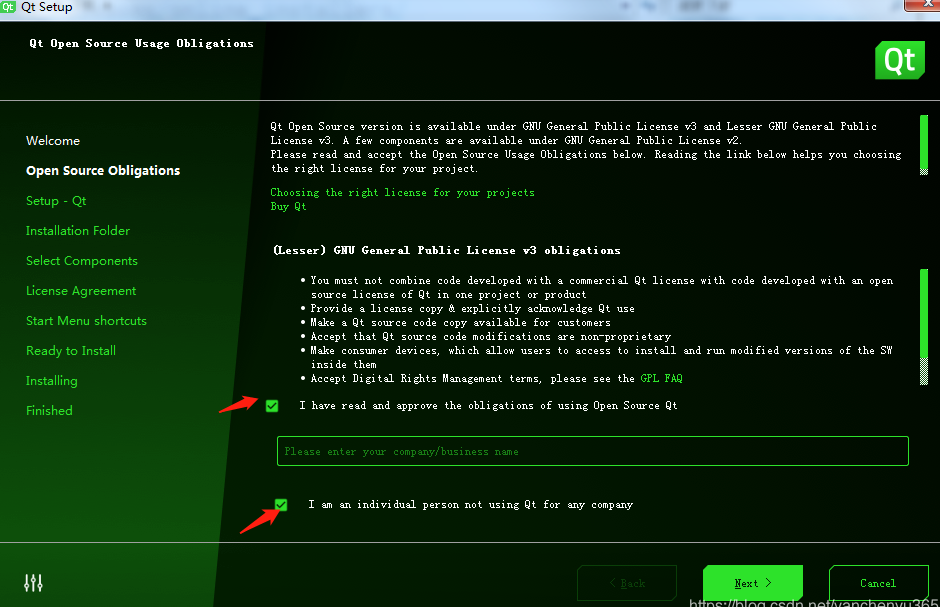 Qt Qt Setup
Qt Open Source Usage Obligations
Qt
Welcome
Open Source Obligations
Setup - Qt
Installation Folder
Select Components
License Agreement
Start Menu shortcuts
Ready to Install
Installing
Finished
Qt Open Source version is available under GNU General Public License v3 and Lesser GNU General Public
License v3. A few components are available under GNU General Public License v2.
Please read and accept the Open Source Usage Obligations below. Reading the link below helps you choosing
the right license for your project.
Choosing the right license for your projects
Buy Qt
(Lesser) GNU General Public License v3 obligations
• You must not combine code developed with a commercial Qt license with code developed with an open
source license of Qt in one project or product
• Provide a license copy & explicitly acknowledge Qt use
• Make a Qt source code copy available for customers
• Accept that Qt source code modifications are non-proprietary
• Make consumer devices, which allow users to access to install and run modified versions of the SW
inside them
• Accept Digital Rights Management terms, please see the GPL FAQ
I have read and approve the obligations of using Open Source Qt
Please enter your company/business name
I am an individual person not using Qt for any company
< Back
Next >
Cancel
https://blog.csdn.net/yanchenyu365